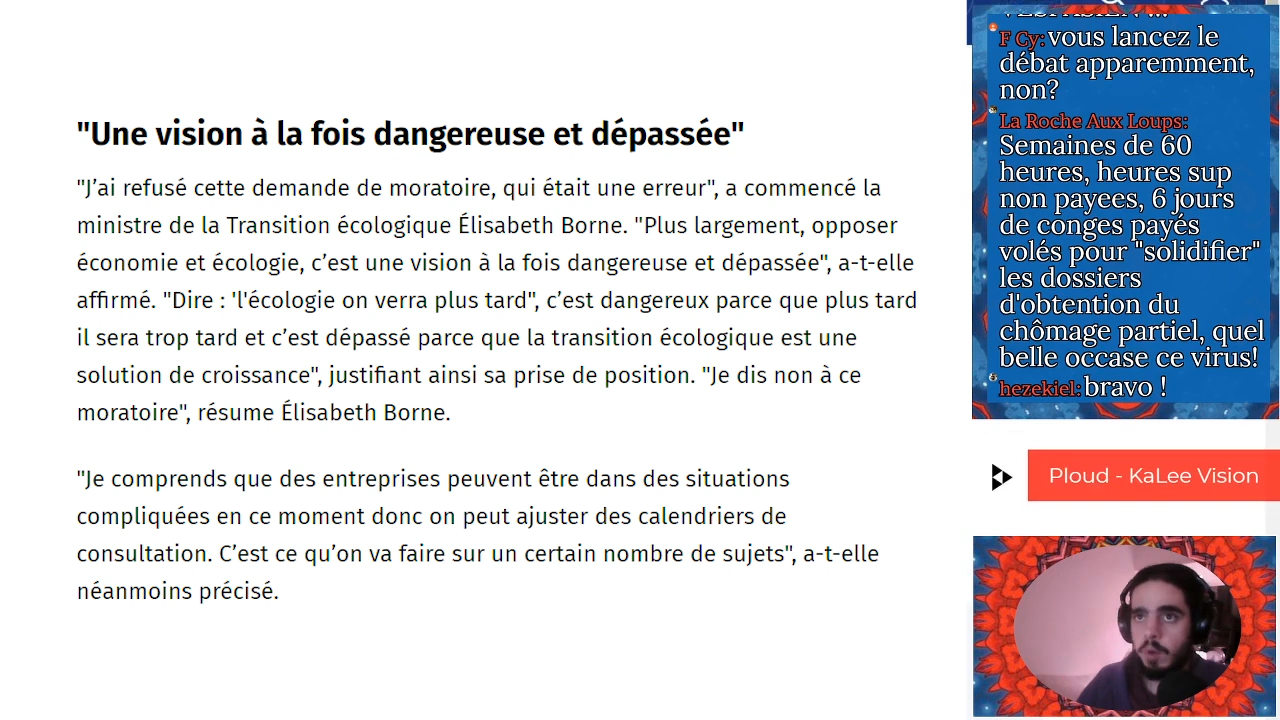 "Une vision à la fois dangereuse et dépassée"
"J’ai refusé cette demande de moratoire, qui était une erreur", a commencé la
ministre de la Transition écologique Élisabeth Borne. "Plus largement, opposer
économie et écologie, c’est une vision à la fois dangereuse et dépassée", a-t-elle
affirmé. "Dire : 'l'écologie on verra plus tard", c’est dangereux parce que plus tard
il sera trop tard et c’est dépassé parce que la transition écologique est une
solution de croissance", justifiant ainsi sa prise de position. "Je dis non à ce
moratoire", résume Élisabeth Borne.
"Je comprends que des entreprises peuvent être dans des situations
compliquées en ce moment donc on peut ajuster des calendriers de
consultation. C’est ce qu’on va faire sur un certain nombre de sujets", a-t-elle
néanmoins précisé.
F Cy: vous lancez le
débat apparemment,
non?
La Roche Aux Loups:
Semaines de 60
heures, heures sup
non payees, 6 jours
de conges payés
volés pour "solidifier"
les dossiers
d'obtention du
chômage partiel, quel
belle occase ce virus!
hezekiel: bravo !
Ploud - KaLee Vision